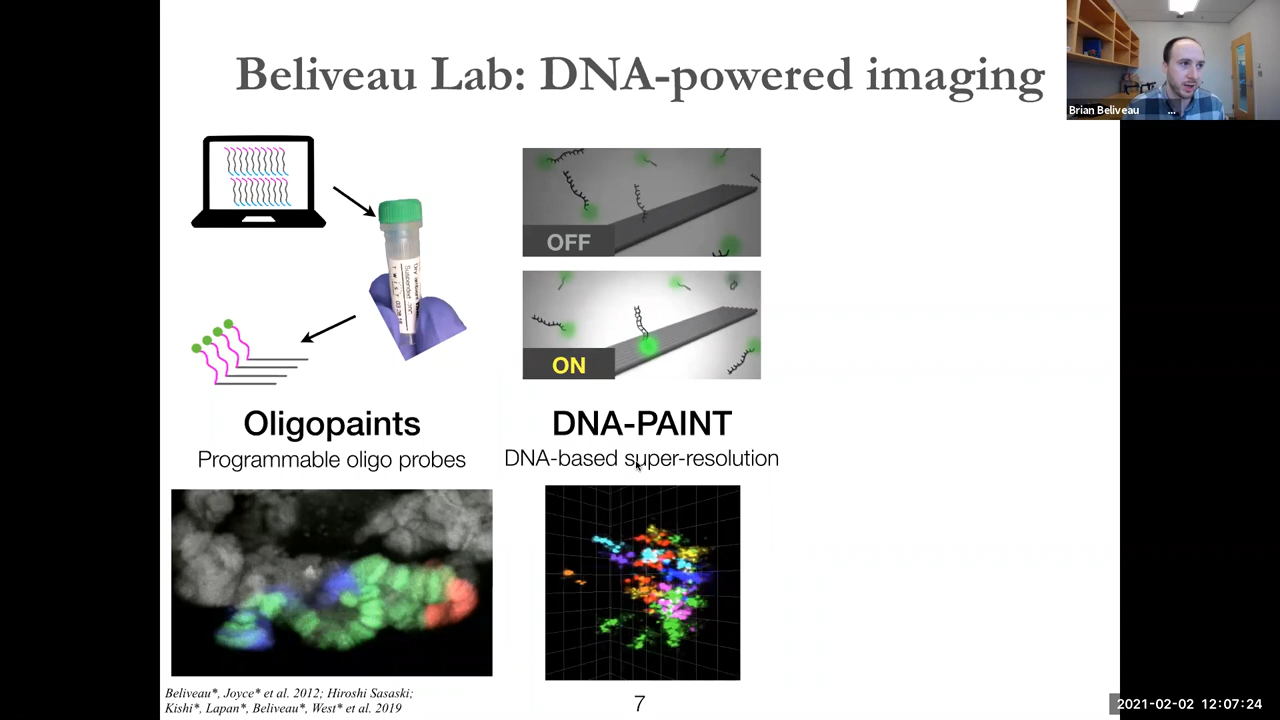 Beliveau Lab: DNA-powered imaging
Brian Beliveau
...
OFF
ON
Oligopaints
Programmable oligo probes
DNA-PAINT
DNA-based super-resolution
Beliveau*, Joyce* et al. 2012; Hiroshi Sasaki;
Kishi*, Lapan*, Beliveau*, West* et al. 2019
7
2021-02-02 12:07:24